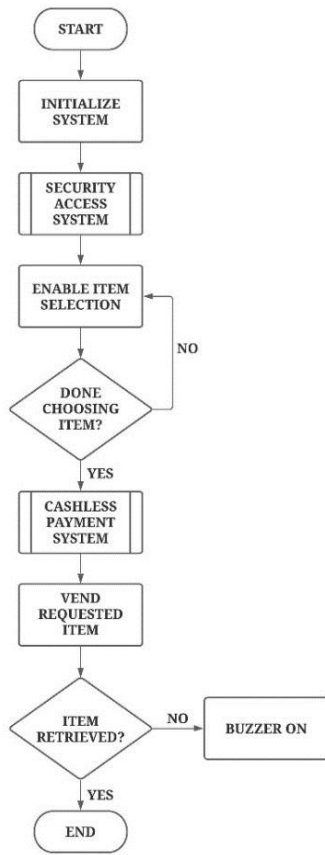 START
INITIALIZE
SYSTEM
SECURITY
ACCESS
SYSTEM
ENABLE ITEM
SELECTION
NO
DONE
CHOOSING
ITEM?
YES
CASHLESS
PAYMENT
SYSTEM
VEND
REQUESTED
ITEM
ITEM
RETRIEVED?
NO
BUZZER ON
YES
END